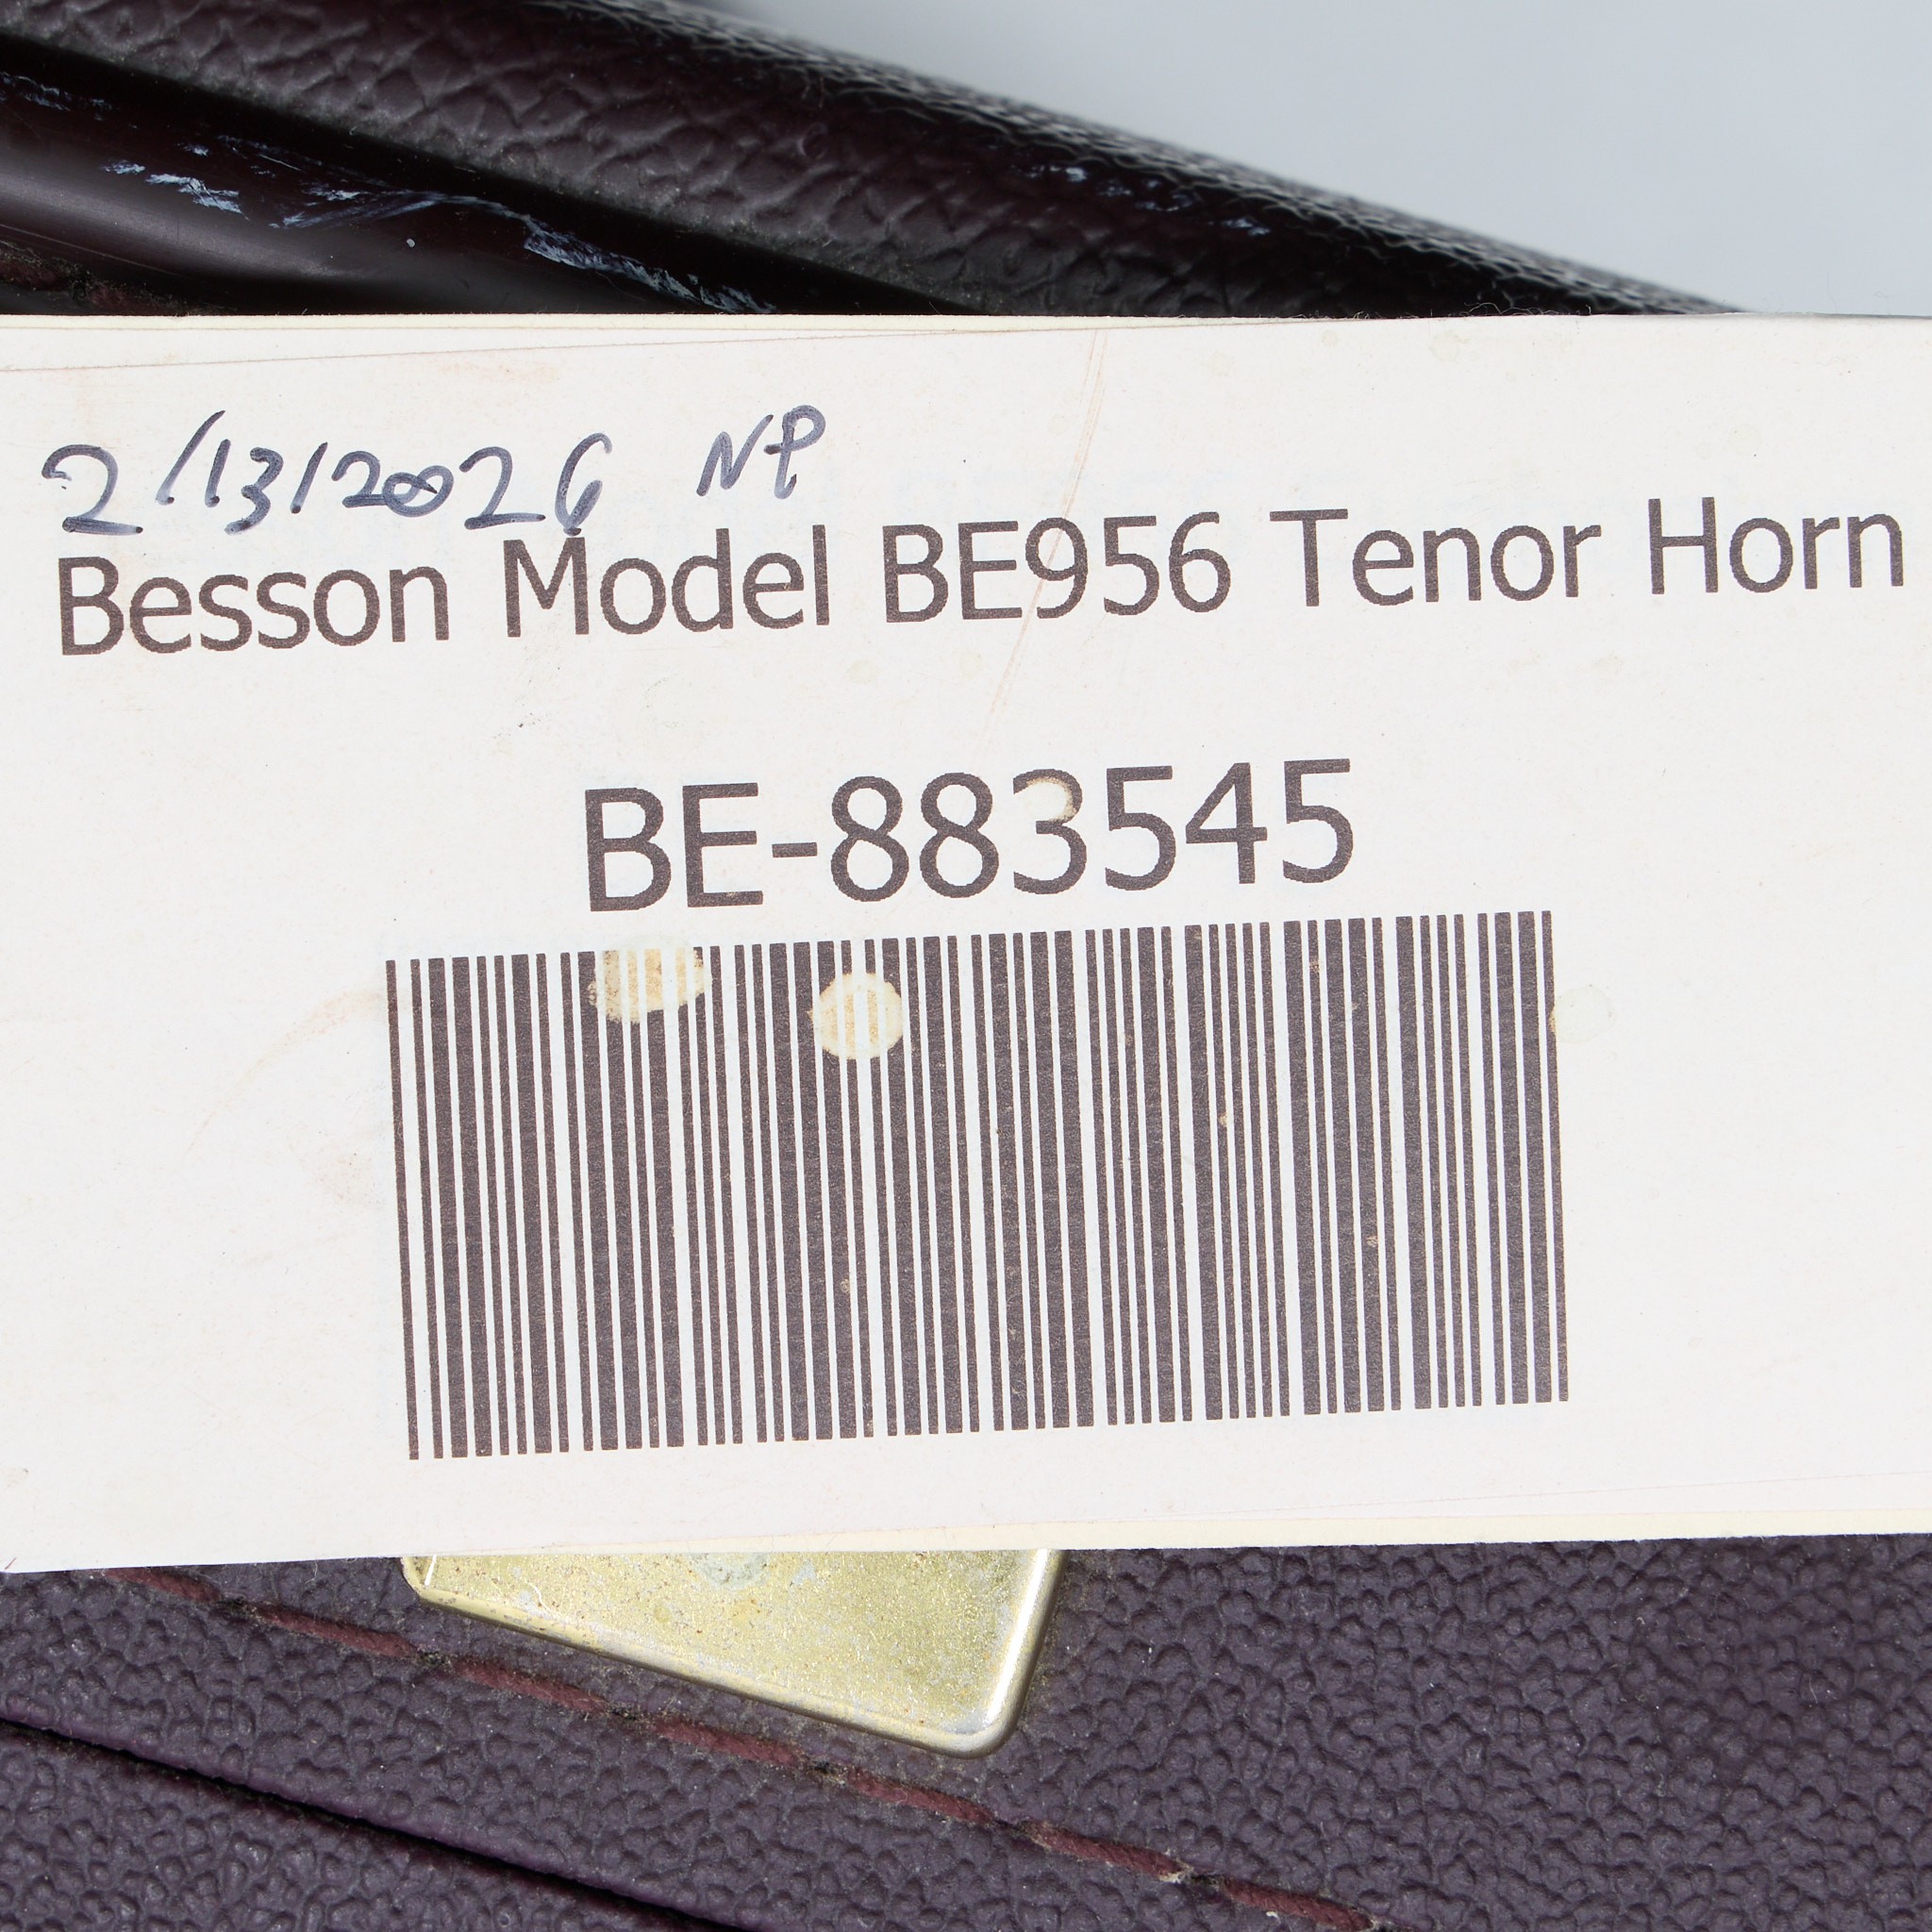 2/13/2026 NP
Besson Model BE956 Tenor Horn
BE-883545